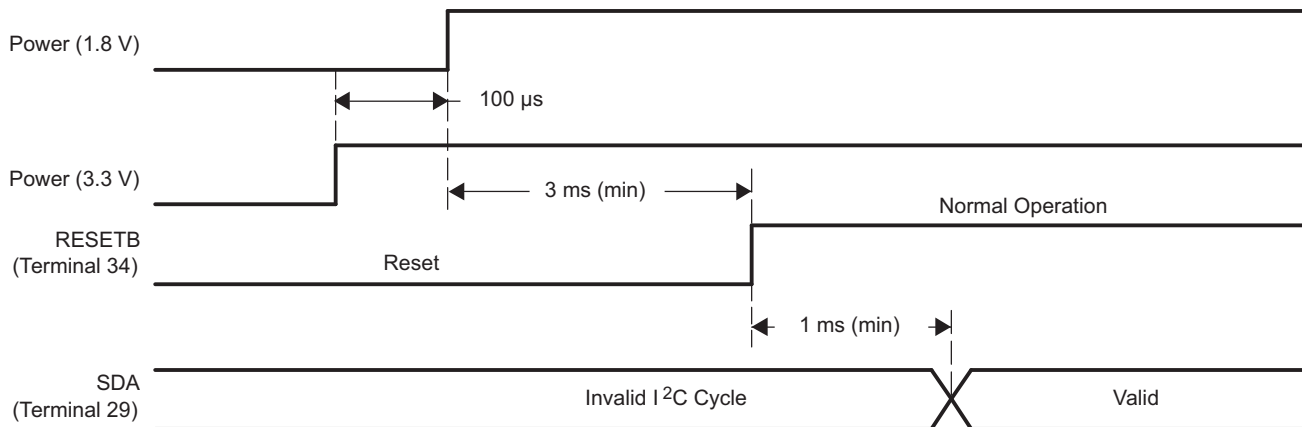 Power (1.8 V)
100 µs
Power (3.3 V)
3 ms (min)
Normal Operation
RESETB
(Terminal 34)
Reset
1 ms (min)
SDA
(Terminal 29)
Invalid I²C Cycle
Valid